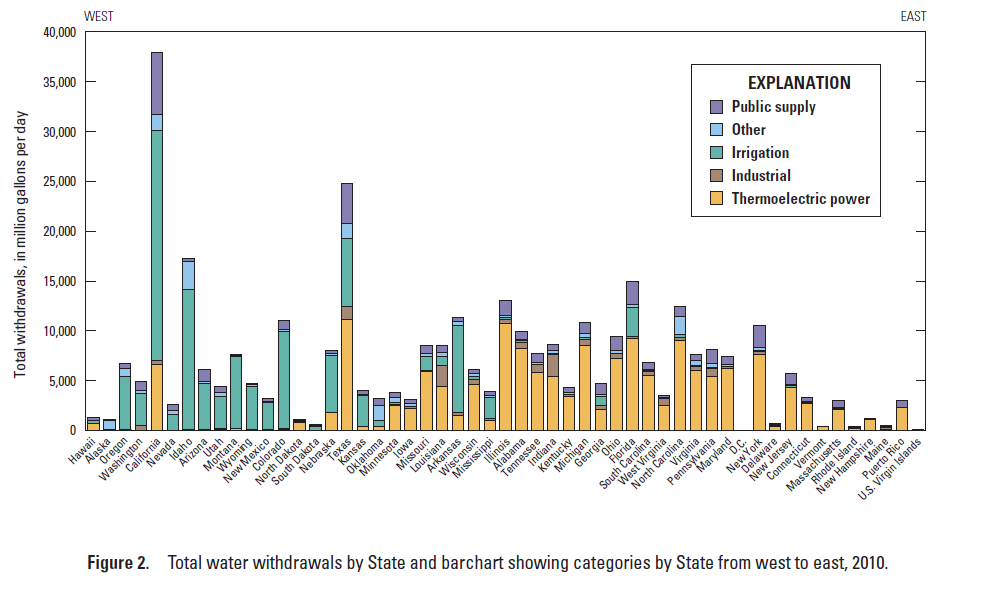 WEST
EAST
40,000
35,000
30,000
25,000
20,000
15,000
10,000
5,000
0
Total withdrawals, in million gallons per day
EXPLANATION
Public supply
Other
Irrigation
Industrial
Thermoelectric power
Hawaii
Alaska
Oregon
Washington
California
Nevada
Idaho
Arizona
Utah
Montana
Wyoming
New Mexico
Colorado
North Dakota
South Dakota
Nebraska
Texas
Kansas
Oklahoma
Minnesota
Iowa
Missouri
Louisiana
Arkansas
Wisconsin
Mississippi
Illinois
Alabama
Tennessee
Indiana
Kentucky
Michigan
Georgia
Ohio
Florida
South Carolina
West Virginia
North Carolina
Virginia
Pennsylvania
Maryland
D.C.
New York
Delaware
New Jersey
Connecticut
Vermont
Massachusetts
Rhode Island
New Hampshire
Maine
Puerto Rico
U.S. Virgin Islands
Figure 2. Total water withdrawals by State and barchart showing categories by State from west to east, 2010.